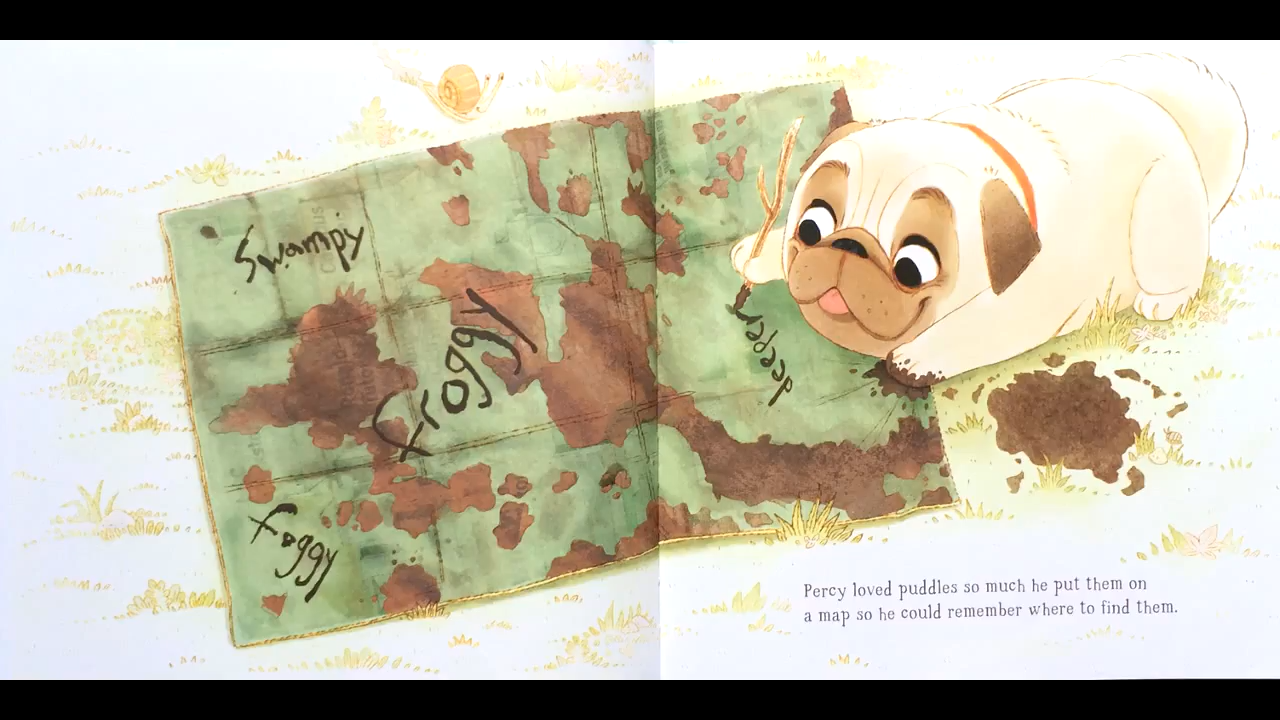 Swampy
Froggy
Foggy
deeper
Percy loved puddles so much he put them on
a map so he could remember where to find them.